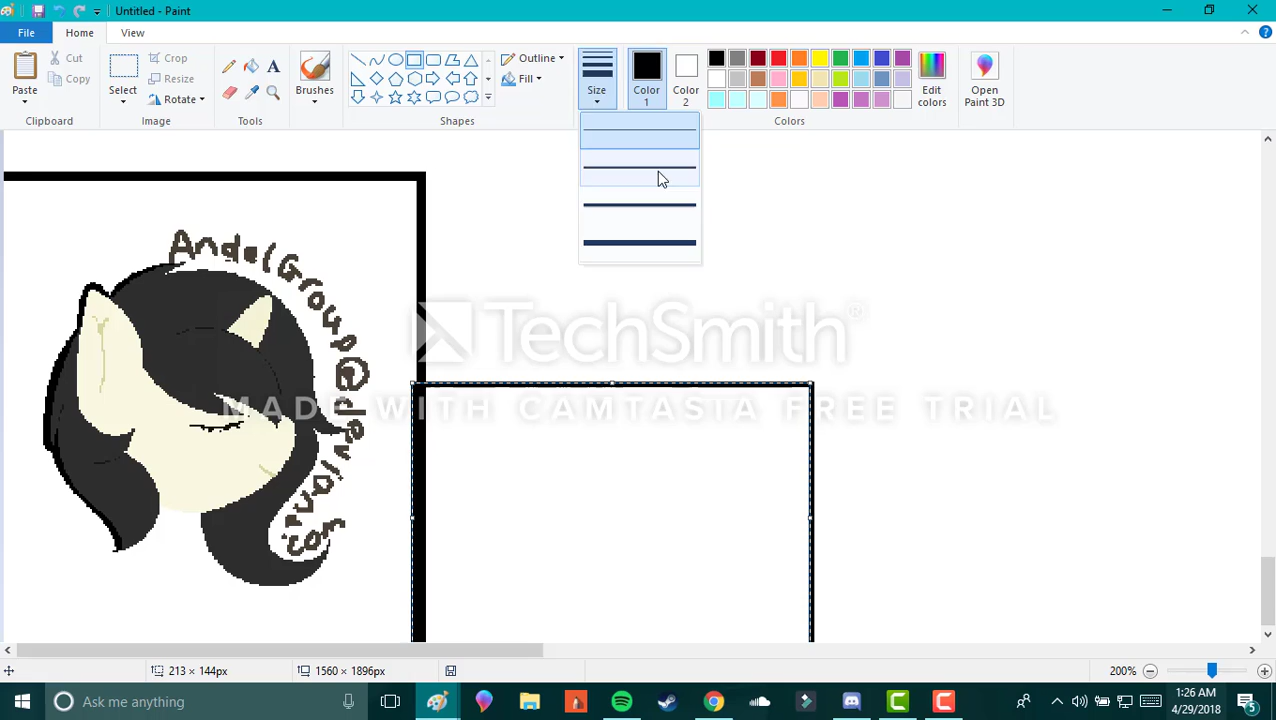 Untitled - Paint
File
Home
View
Paste
Cut
Copy
Clipboard
Select
Crop
Resize
Rotate
Image
Tools
Brushes
Shapes
Outline
Fill
Size
Color 1
Color 2
Colors
Edit colors
Open Paint 3D
AngelGroup@deviant.com
TechSmith®
MADE WITH CAMTASIA FREE TRIAL
213 × 144px
1560 × 1896px
200%
Ask me anything
1:26 AM
4/29/2018
5